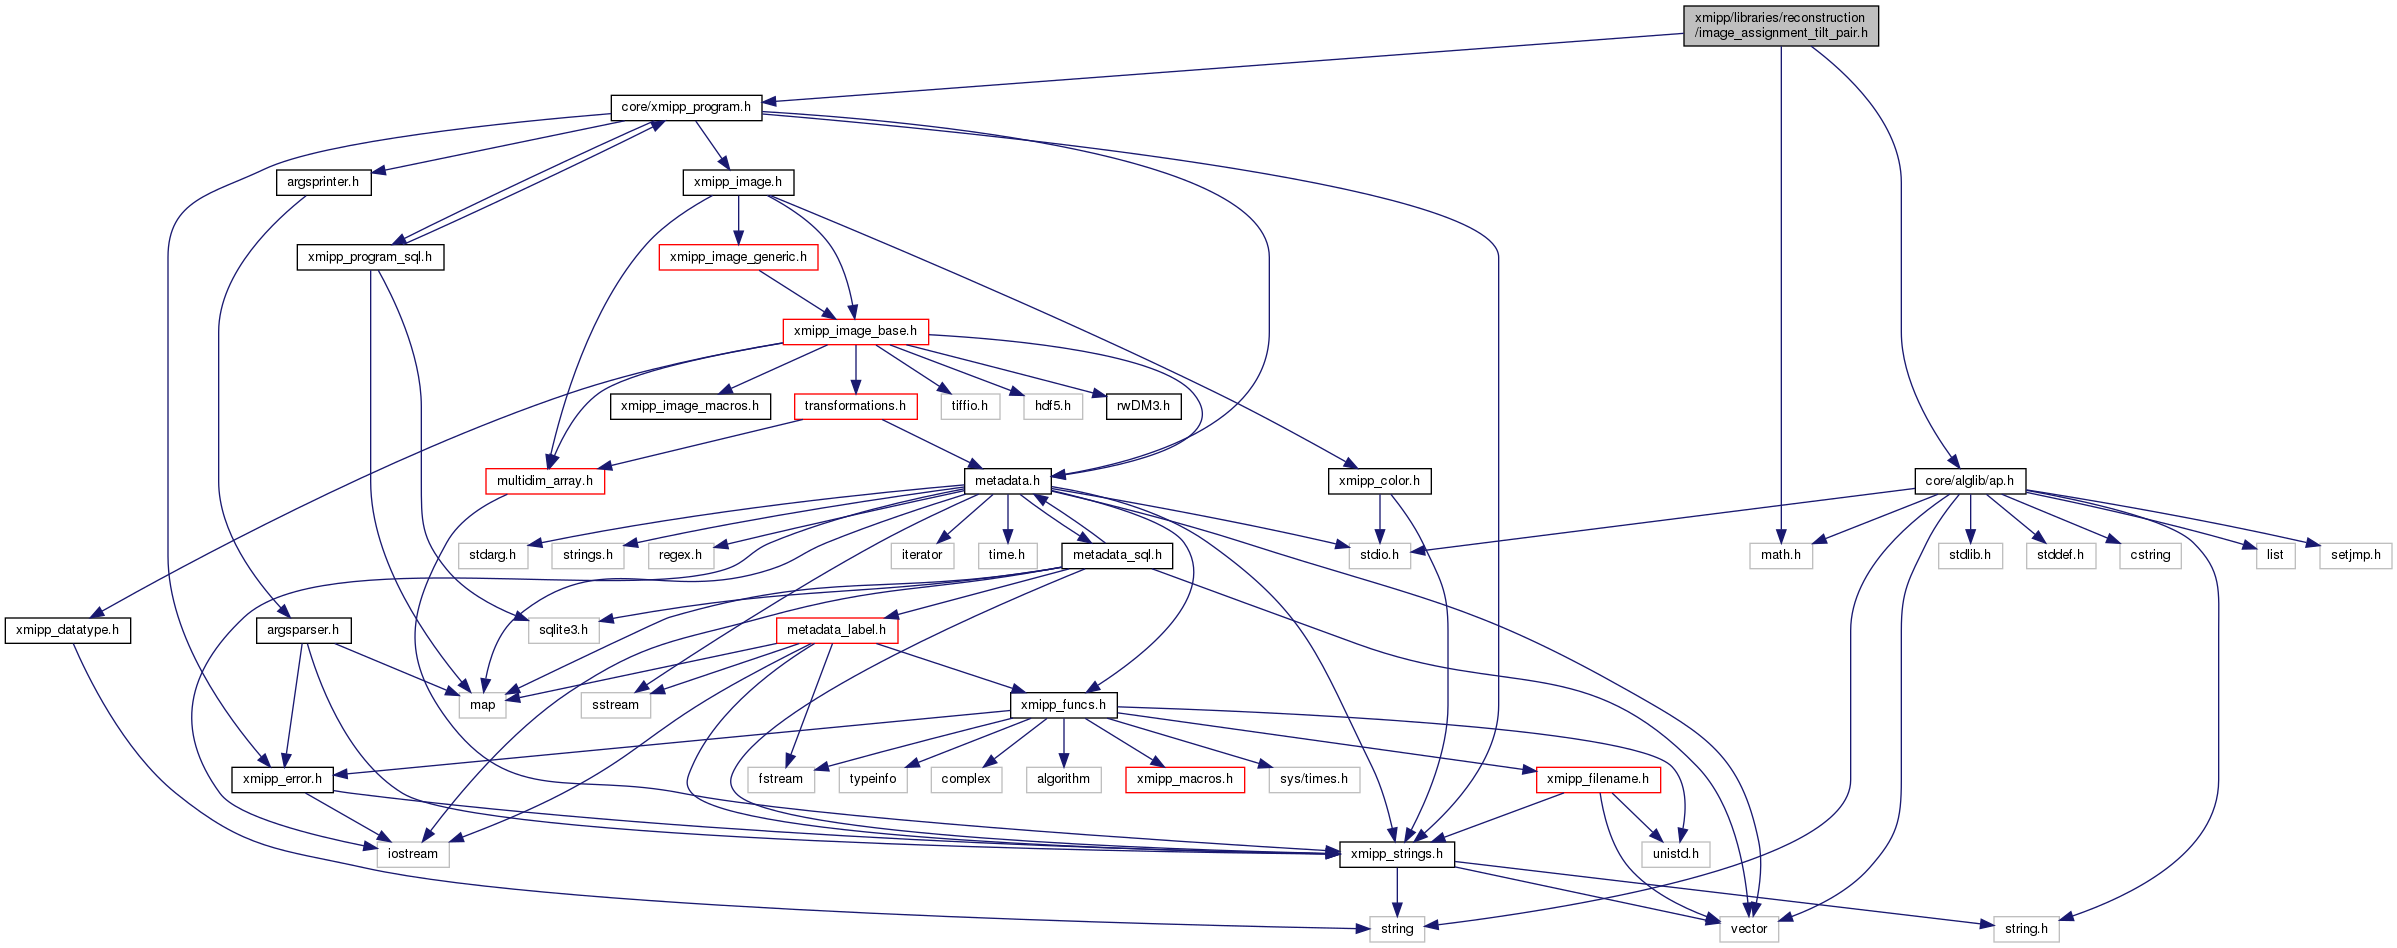 xmipp/libraries/reconstruction
/image_assignment_tilt_pair.h
core/xmipp_program.h
argsprinter.h
xmipp_image.h
xmipp_program_sql.h
xmipp_image_generic.h
xmipp_image_base.h
xmipp_image_macros.h
transformations.h
tiffio.h
hdf5.h
rwDM3.h
multidim_array.h
metadata.h
xmipp_color.h
core/alglib/ap.h
stdarg.h
strings.h
regex.h
iterator
time.h
metadata_sql.h
stdio.h
math.h
stdlib.h
stddef.h
cstring
list
setjmp.h
xmipp_datatype.h
argsparser.h
sqlite3.h
metadata_label.h
map
sstream
xmipp_funcs.h
xmipp_error.h
fstream
typeinfo
complex
algorithm
xmipp_macros.h
sys/times.h
xmipp_filename.h
iostream
xmipp_strings.h
unistd.h
string
vector
string.h